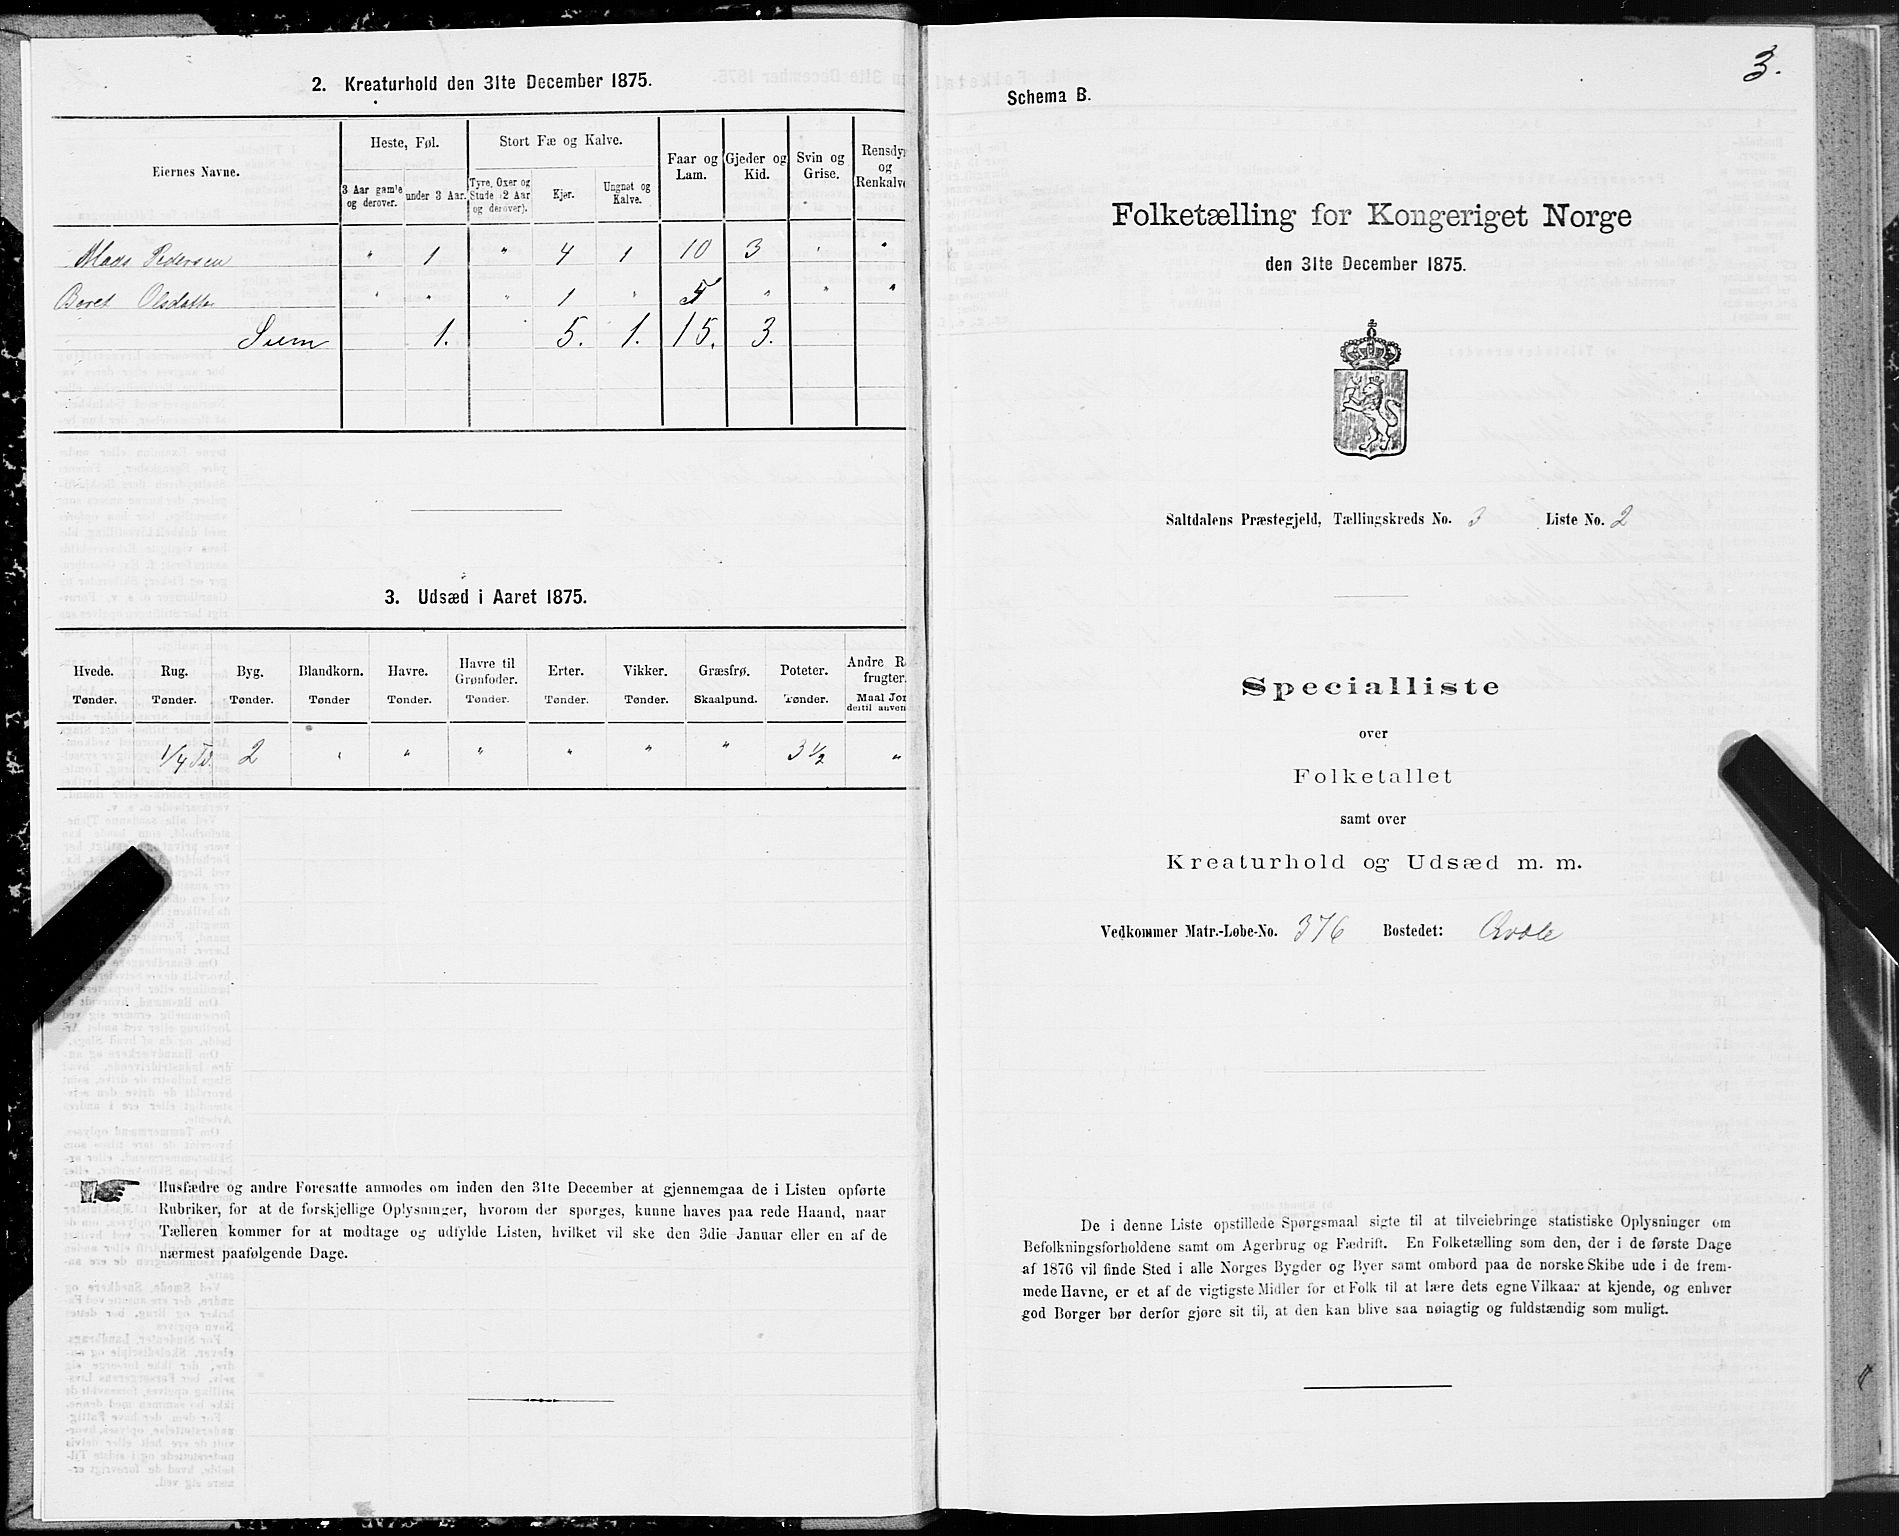 2. Kreaturhold den 31te December 1875.
Eiernes Navne.
Heste, Føl.
Stort Fæ og Kalve.
Faar og Lam.
Gjeder og Kid.
Svin og Grise.
Rensdyr og Renkalve
3 Aar gam'e og derover.
under 3 Aar.
Tyre, Oxer og Stude (2 Aar og derover).
Kjør.
Ungnøt og Kalve.
Mads Pedersen " 1 " 4 1 10 3 " "
Beret Olsdatter " " " 1 " 5 " " "
Sum 1. 5. 1. 15. 3.
3. Udsæd i Aaret 1875.
Hvede. Rug. Byg. Blandkorn. Havre. Havre til Grønfoder. Erter. Vikker. Græsfrø. Poteter. Andre R frugter.
Tønder. Tønder. Tønder. Tønder Tønder. Tønder. Tønder. Tønder. Skaalpund. Tønder. Maal Jor dertil anven
1/4 Td. 2 " " " " " " 3 1/2 "
Husfædre og andre Foresatte anmodes om inden den 31te December at gjennemgaa de i Listen opførte
Rubriker, for at de forskjellige Oplysninger, hvorom der spørges, kunne haves paa rede Haand, naar
Tælleren kommer for at modtage og udfylde Listen, hvilket vil ske den 3die Januar eller en af de
nærmest paafølgende Dage.
3.
Schema B.
Folketælling for Kongeriget Norge
den 31te December 1875.
Saltdalens Præstegjeld, Tællingskreds No. 3 Liste No. 2
Specialliste
over
Folketallet
samt over
Kreaturhold og Udsæd m. m.
Vedkommer Matr.-Løbe-No. 376 Bostedet: Qvale
De i denne Liste opstillede Spørgsmaal sigte til at tilveiebringe statistiske Oplysninger om
Befolkningsforholdene samt om Agerbrug og Fædrift. En Folketælling som den, der i de første Dage
af 1876 vil finde Sted i alle Norges Bygder og Byer samt ombord paa de norske Skibe ude i de frem-
mede Havne, er et af de vigtigste Midler for et Folk til at lære dets egne Vilkaar at kjende, og enhver
god Borger bør derfor gjøre sit til, at den kan blive saa nøiagtig og fuldstændig som muligt.